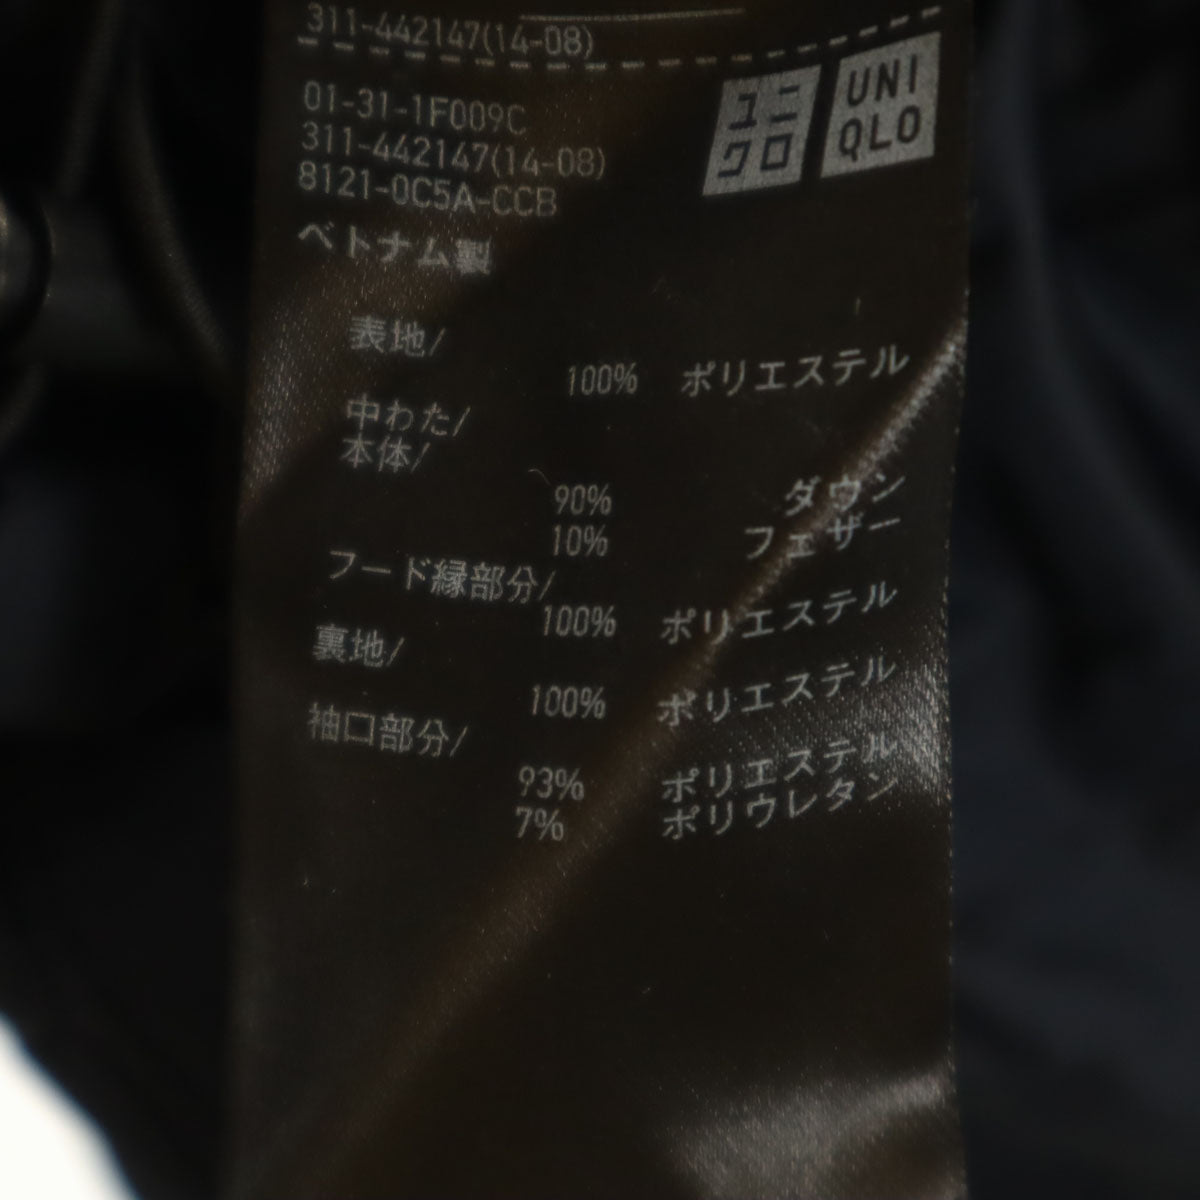 311-442147(14-08)
ユニ
クロ
UNI
QLO
01-31-1F009C
311-442147(14-08)
8121-0C5A-CCB
ベトナム製
表地/
100% ポリエステル
中わた/
本体/
90% ダウン
10% フェザー
フード縁部分/
100% ポリエステル
裏地/
100% ポリエステル
袖口部分/
93% ポリエステル
7% ポリウレタン